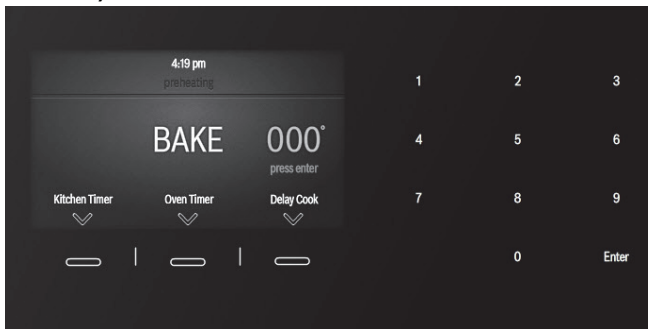 4:19 pm
preheating
BAKE 000°
press enter
Kitchen Timer Oven Timer Delay Cook
1 2 3
4 5 6
7 8 9
0 Enter